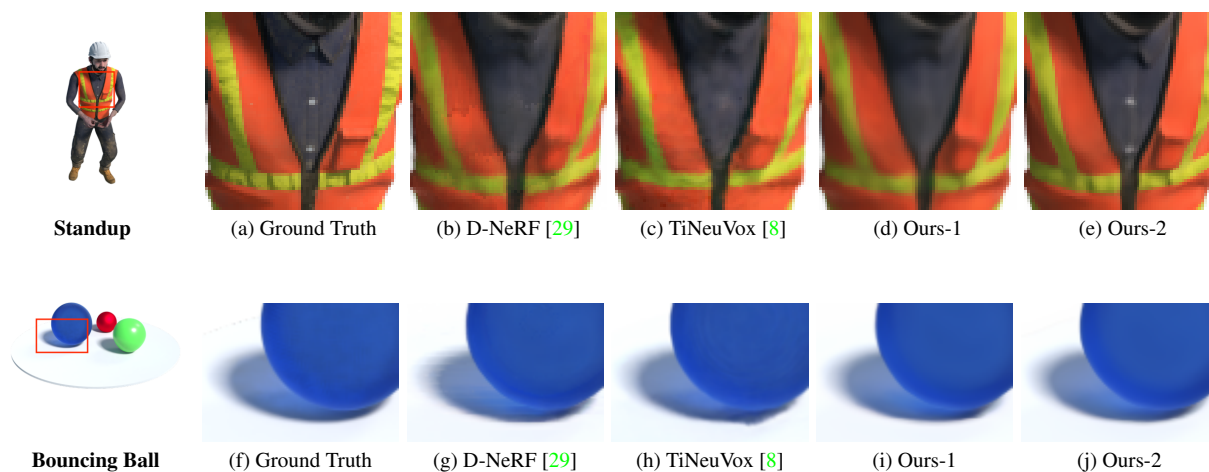 Standup
(a) Ground Truth
(b) D-NeRF [29]
(c) TiNeuVox [8]
(d) Ours-1
(e) Ours-2
Bouncing Ball
(f) Ground Truth
(g) D-NeRF [29]
(h) TiNeuVox [8]
(i) Ours-1
(j) Ours-2